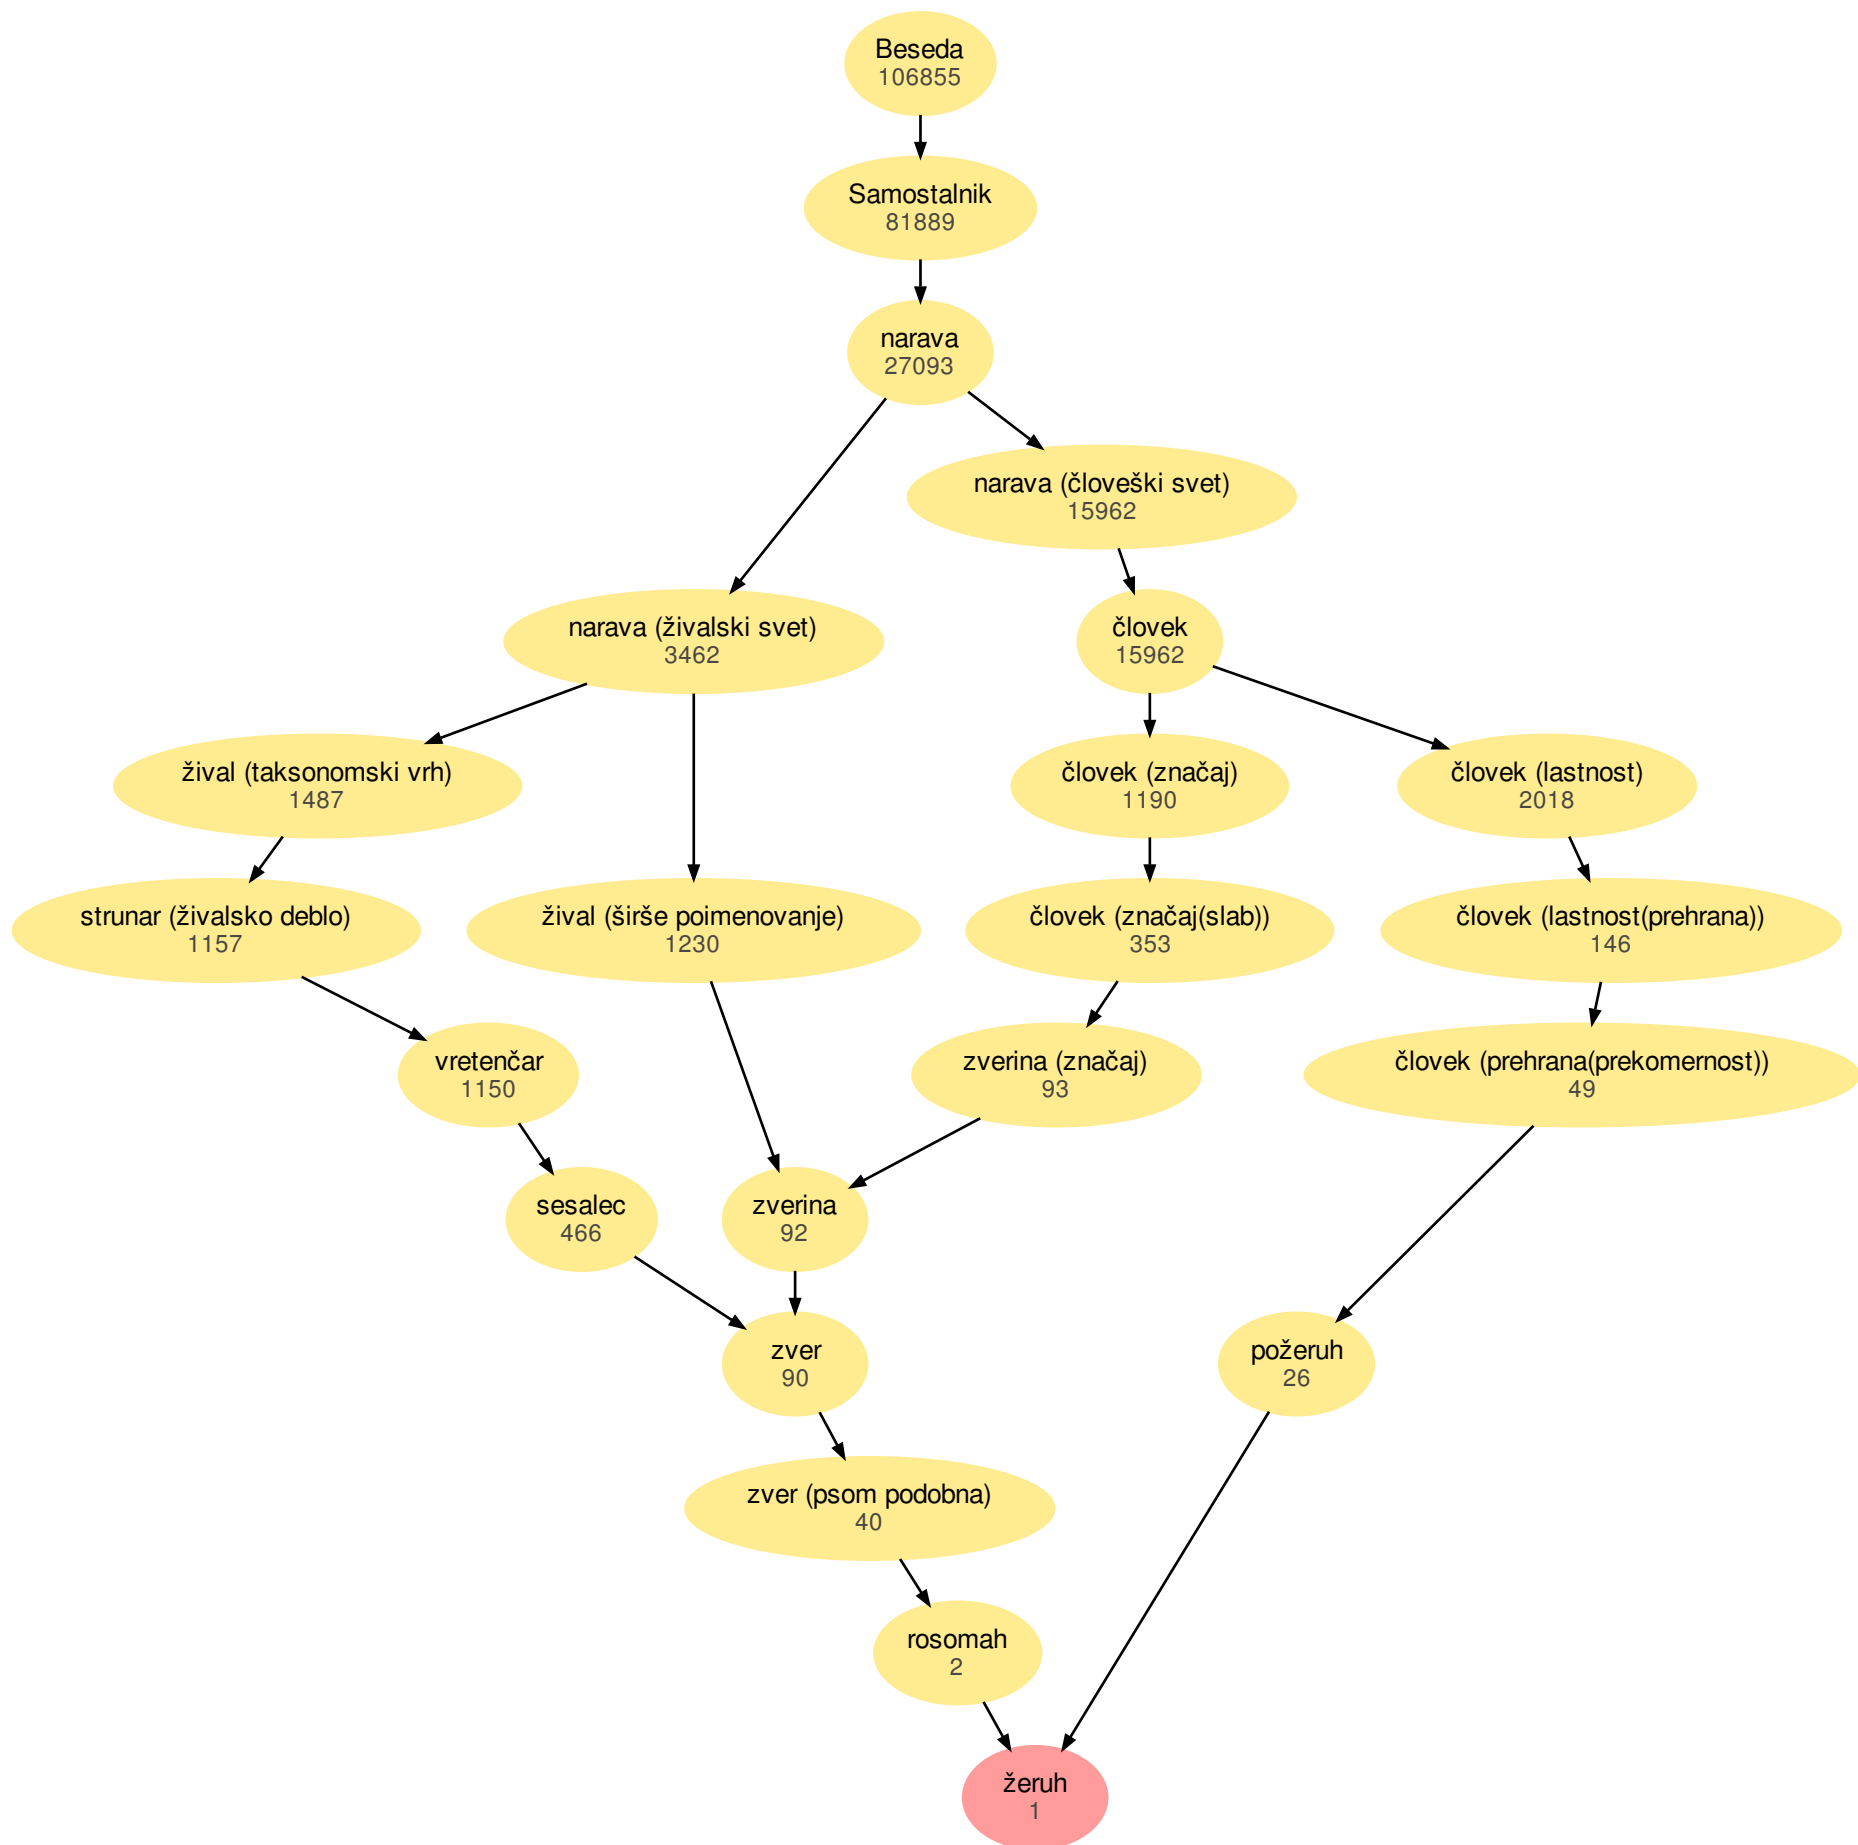 Beseda
106855
Samostalnik
81889
narava
27093
narava (človeški svet)
15962
narava (živalski svet)
3462
človek
15962
žival (taksonomski vrh)
1487
človek (značaj)
1190
človek (lastnost)
2018
strunar (živalsko deblo)
1157
žival (širše poimenovanje)
1230
človek (značaj(slab))
353
človek (lastnost(prehrana))
146
vretenčar
1150
zverina (značaj)
93
človek (prehrana(prekomernost))
49
sesalec
466
zverina
92
zver
90
požeruh
26
zver (psom podobna)
40
rosomah
2
žeruh
1